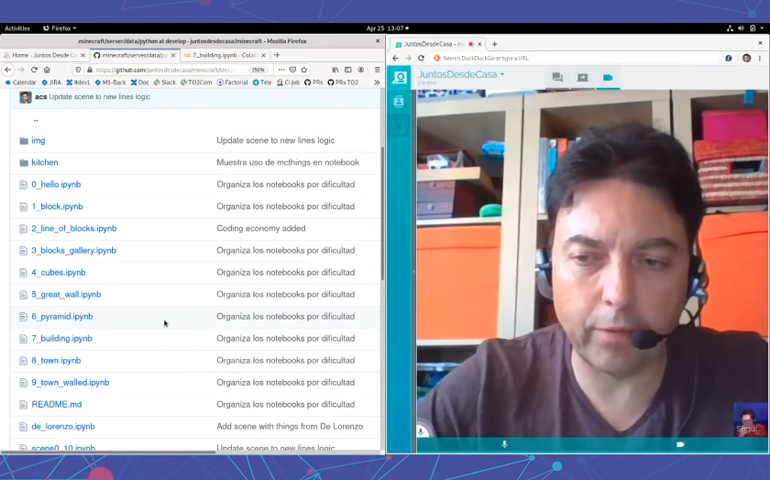 Activities
Firefox
Apr 25 13:07
minecraft/server/data/python at develop · juntosdesdecasa/minecraft - Mozilla Firefox
Home - Juntos Desde C
minecraft/server/data/py
7_building.ipynb - Colab
https://github.com/juntosdesdecasa/minecraft/tree
150%
Calendar
JIRA
#dev1
M1-Back
Doc
Slack
TO2Com
Factorial
Tele
CI job
PRs
PRs TO2
acs Update scene to new lines logic
..
img Update scene to new lines logic
kitchen Muestra uso de mcthings en notebook
0_hello.ipynb Organiza los notebooks por dificultad
1_block.ipynb Organiza los notebooks por dificultad
2_line_of_blocks.ipynb Coding economy added
3_blocks_gallery.ipynb Organiza los notebooks por dificultad
4_cubes.ipynb Organiza los notebooks por dificultad
5_great_wall.ipynb Organiza los notebooks por dificultad
6_pyramid.ipynb Organiza los notebooks por dificultad
7_building.ipynb Organiza los notebooks por dificultad
8_town.ipynb Organiza los notebooks por dificultad
9_town_walled.ipynb Organiza los notebooks por dificultad
README.md Organiza los notebooks por dificultad
de_lorenzo.ipynb Add scene with things from De Lorenzo
scene0_10.ipynb Update scene to new lines logic
JuntosDesdeCasa
Search DuckDuckGo or type a URL
JuntosDesdeCasa